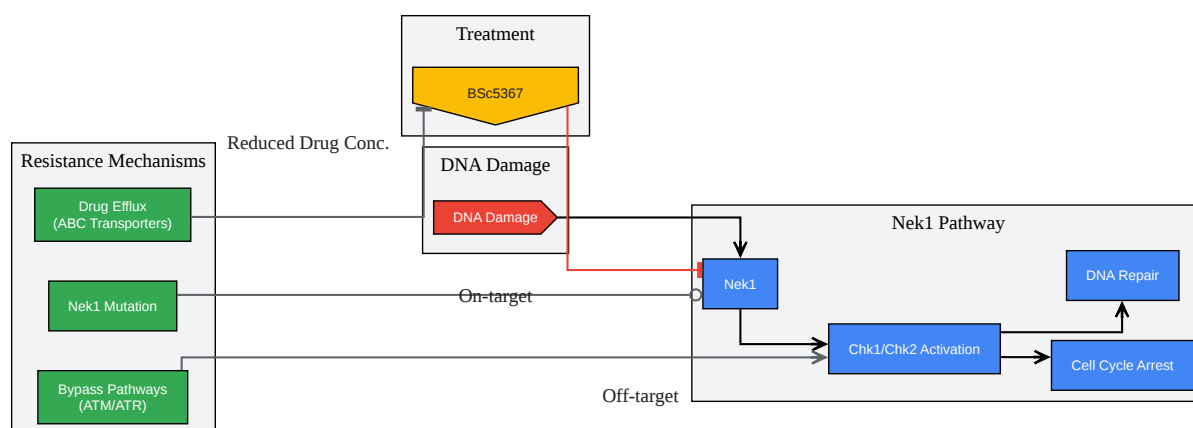 Treatment
BSc5367
Reduced Drug Conc.
Resistance Mechanisms
DNA Damage
Drug Efflux
(ABC Transporters)
DNA Damage
Nek1 Pathway
Nek1 Mutation
On-target
Nek1
DNA Repair
Chk1/Chk2 Activation
Cell Cycle Arrest
Bypass Pathways
(ATM/ATR)
Off-target